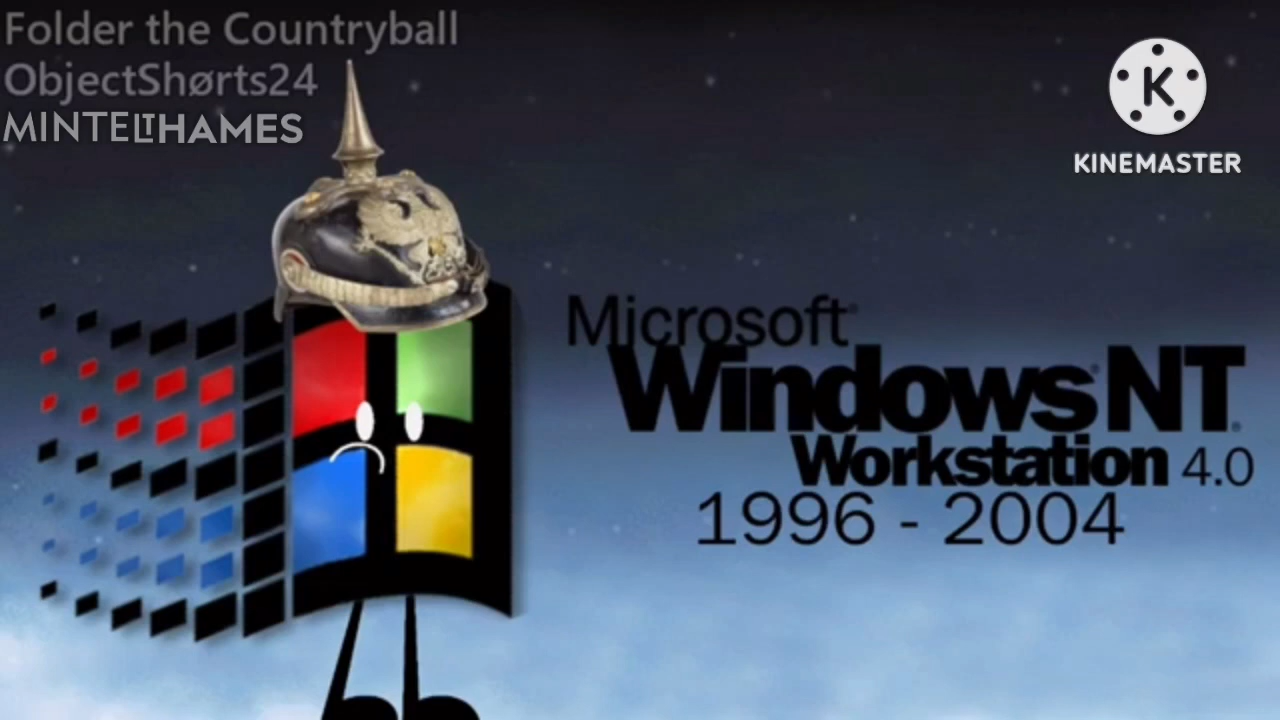 Folder the Countryball
ObjectShørts24
MINTELTHAMES
K
KINEMASTER
Microsoft®
Windows® NT®
Workstation 4.0
1996 - 2004